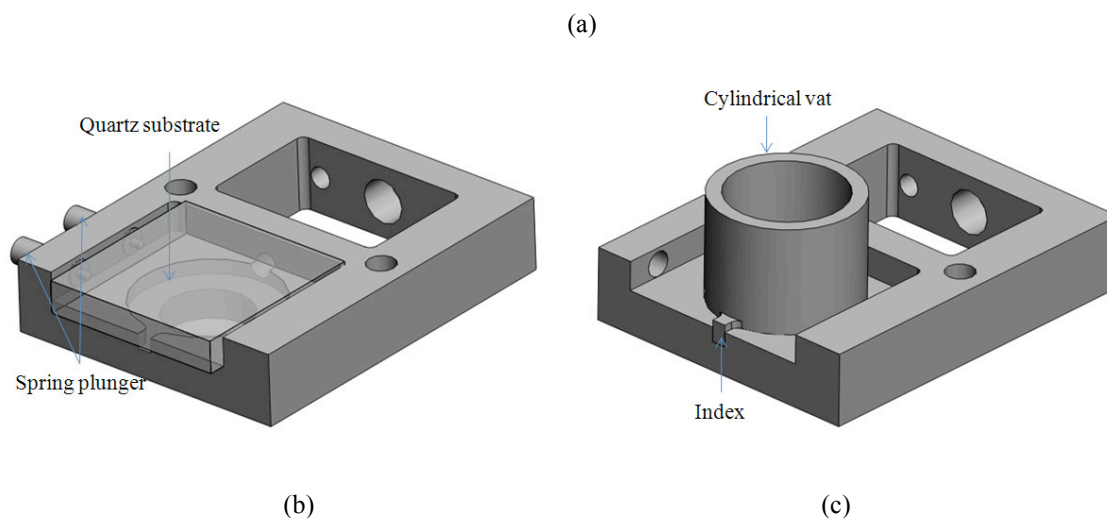 (a)
Quartz substrate
Cylindrical vat
Spring plunger
Index
(b)
(c)